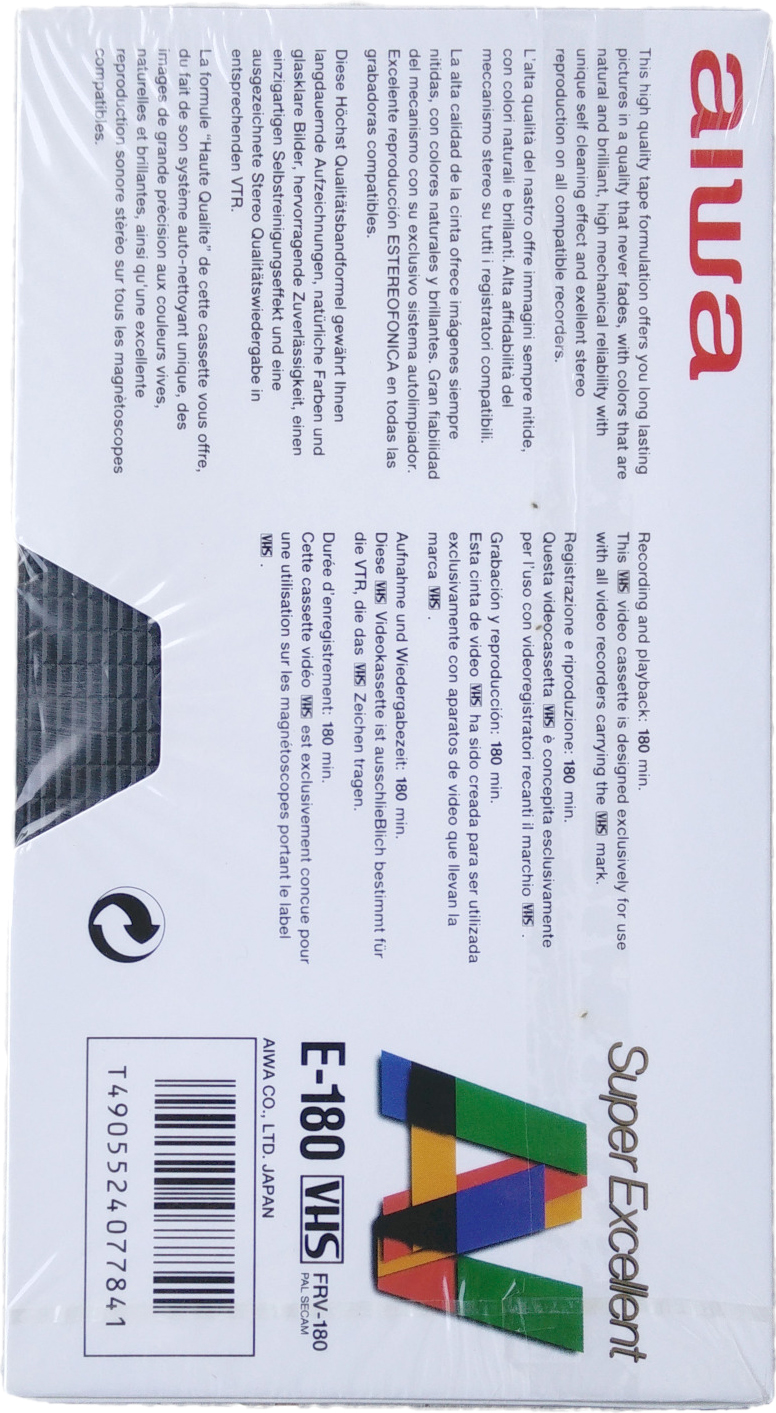 aiwa
This high quality tape formulation offers you long lasting
pictures in a quality that never fades, with colors that are
natural and brilliant, high mechanical reliability with
unique self cleaning effect and exellent stereo
reproduction on all compatible recorders.
L'alta qualità del nastro offre immagini sempre nitide,
con colori naturali e brillanti. Alta affidabilità del
meccanismo stereo su tutti i registratori compatibili.
La alta calidad de la cinta ofrece imágenes siempre
nitidas, con colores naturales y brillantes. Gran fiabilidad
del mecanismo con su exclusivo sistema autolimpiador.
Excelente reproducción ESTEREOFONICA en todas las
grabadoras compatibles.
Diese Höchst Qualitätsbandformel gewährt Ihnen
langdauernde Aufzeichnungen, natürliche Farben und
glasklare Bilder, hervorragende Zuverlässigkeit, einen
einzigartigen Selbstreinigungseffekt und eine
ausgezeichnete Stereo Qualitätswiedergabe in
entsprechenden VTR.
La formule "Haute Qualite" de cette cassette vous offre,
du fait de son système auto-nettoyant unique, des
images de grande prècision aux couleurs vives,
naturelles et brillantes, ainsi qu'une excellente
reproduction sonore stèrèo sur tous les magnètoscopes
compatibles.
Recording and playback: 180 min.
This VHS video cassette is designed exclusively for use
with all video recorders carrying the VHS mark.
Registrazione e riproduzione: 180 min.
Questa videocassetta VHS è concepita esclusivamente
per l'uso con videoregistratori recanti il marchio VHS .
Grabación y reproducción: 180 min.
Esta cinta de video VHS ha sido creada para ser utilizada
exclusivamente con aparatos de video que llevan la
marca VHS .
Aufnahme und Wiedergabezeit: 180 min.
Diese VHS Videokassette ist ausschlieBlich bestimmt für
die VTR, die das VHS Zeichen tragen.
Durée d'enregistrement: 180 min.
Cette cassette vidéo VHS est exclusivement concue pour
une utilisation sur les magnétoscopes portant le label
VHS .
Super Excellent
E-180 VHS FRV-180
PAL SECAM
AIWA CO., LTD. JAPAN
T4905524077841